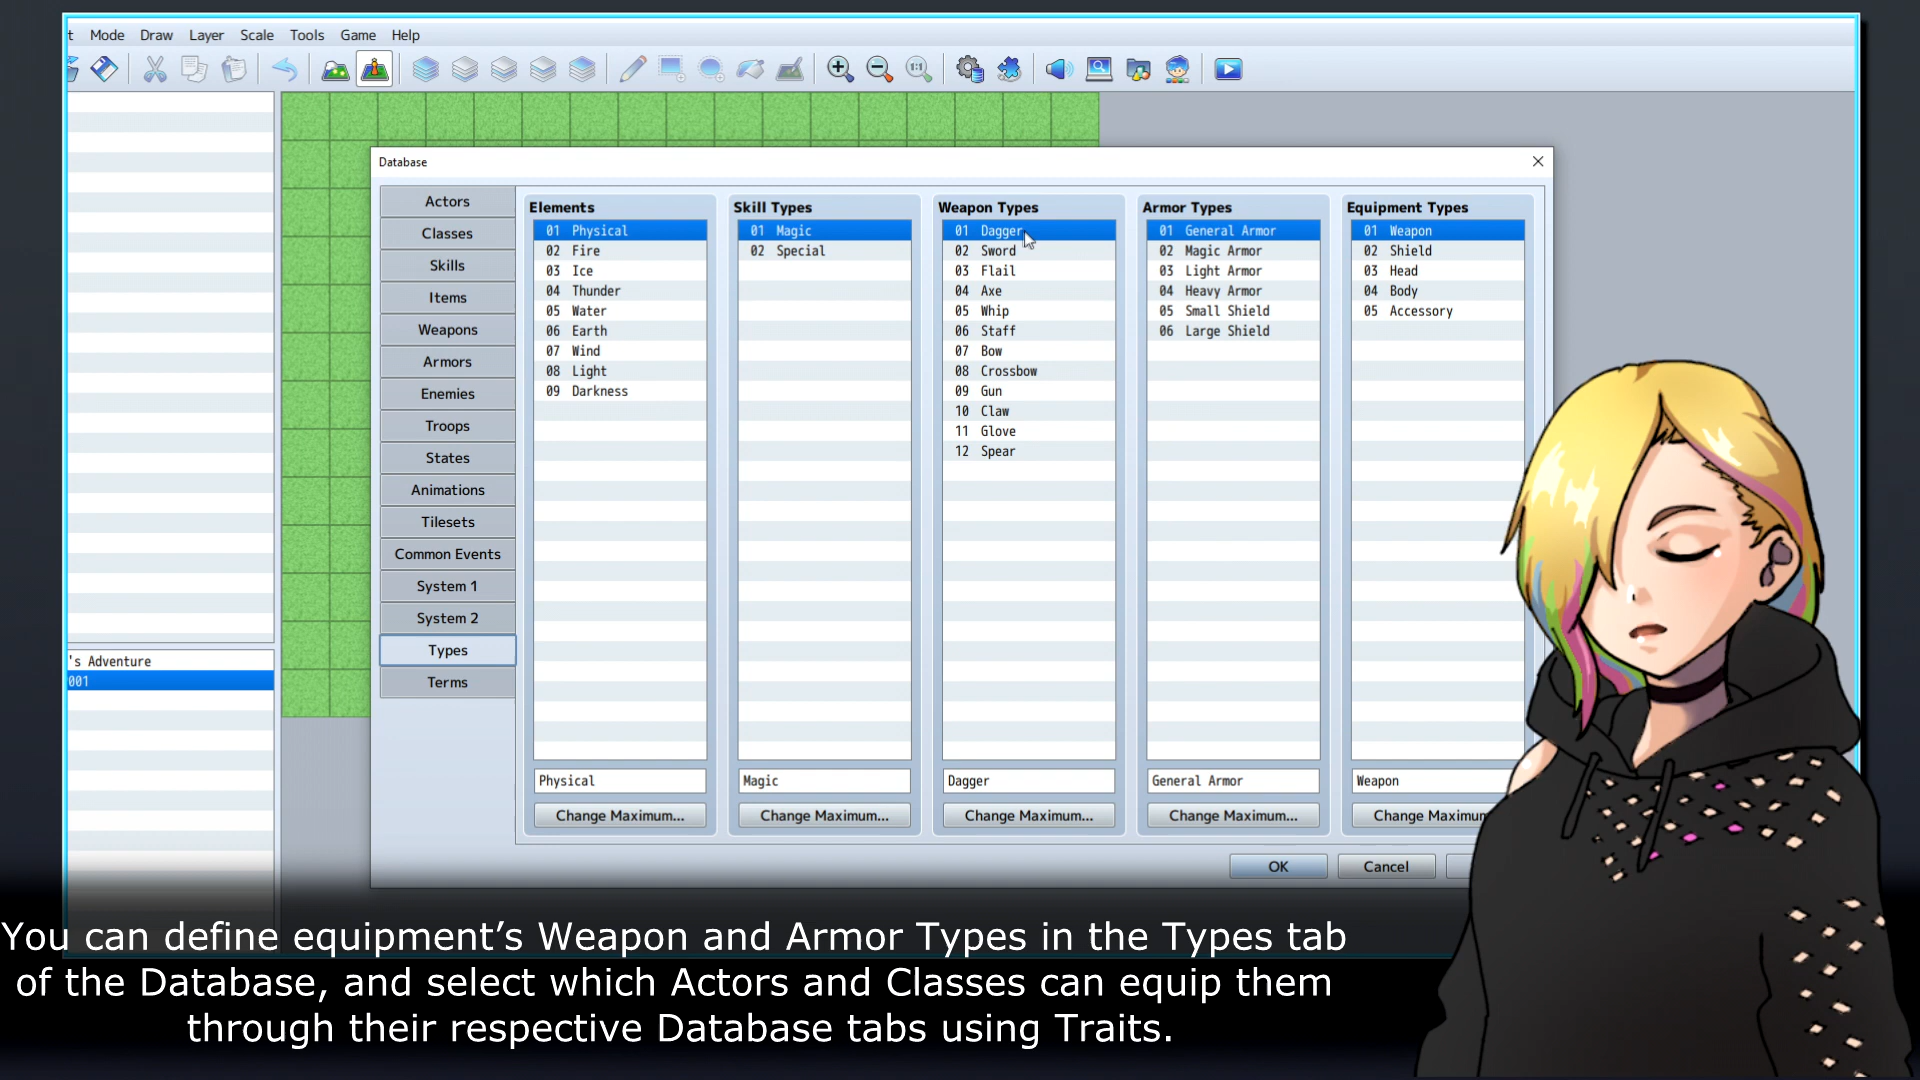 t Mode Draw Layer Scale Tools Game Help
1:1
Database
Actors
Classes
Skills
Items
Weapons
Armors
Enemies
Troops
States
Animations
Tilesets
Common Events
System 1
System 2
Types
Terms
Elements
01 Physical
02 Fire
03 Ice
04 Thunder
05 Water
06 Earth
07 Wind
08 Light
09 Darkness
Physical
Change Maximum...
Skill Types
01 Magic
02 Special
Magic
Change Maximum...
Weapon Types
01 Dagger
02 Sword
03 Flail
04 Axe
05 Whip
06 Staff
07 Bow
08 Crossbow
09 Gun
10 Claw
11 Glove
12 Spear
Dagger
Change Maximum...
Armor Types
01 General Armor
02 Magic Armor
03 Light Armor
04 Heavy Armor
05 Small Shield
06 Large Shield
General Armor
Change Maximum...
Equipment Types
01 Weapon
02 Shield
03 Head
04 Body
05 Accessory
Weapon
Change Maximum
OK Cancel
's Adventure
001
You can define equipment’s Weapon and Armor Types in the Types tab
of the Database, and select which Actors and Classes can equip them
through their respective Database tabs using Traits.